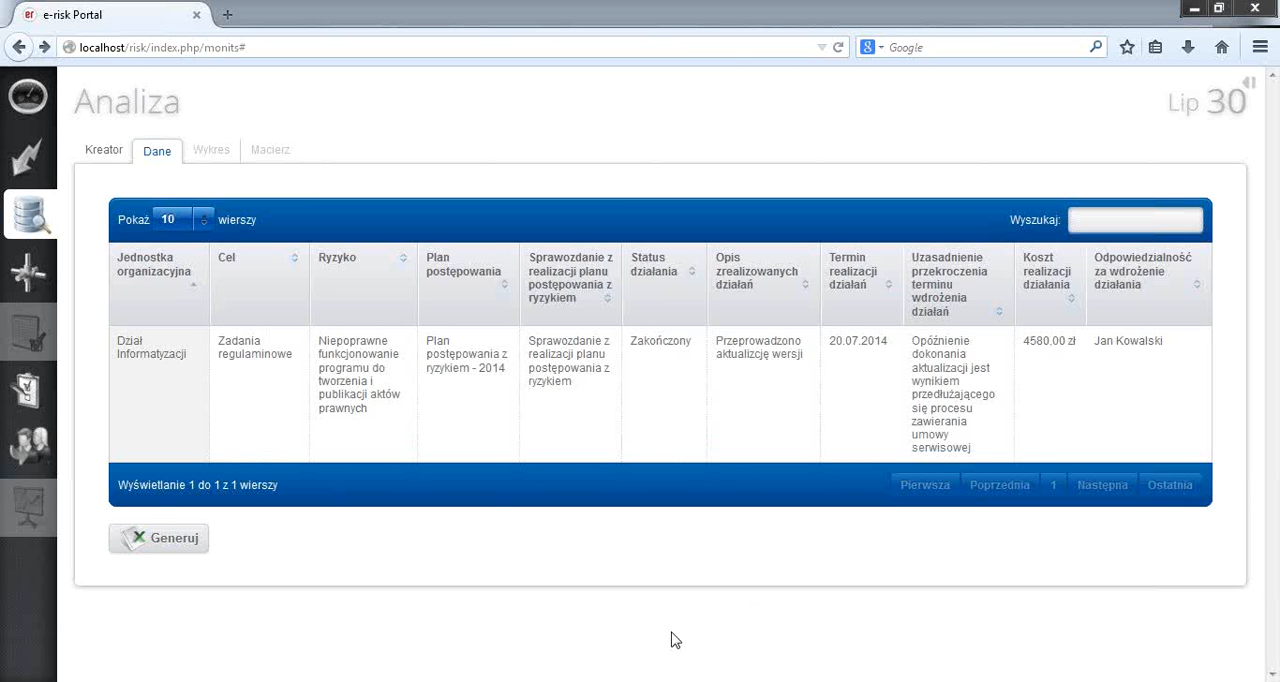 e-risk Portal
localhost/risk/index.php/monits#
Google
Analiza
Lip 30
Kreator
Dane
Wykres
Macierz
Pokaż 10 wierszy
Wyszukaj:
Jednostka
organizacyjna
Cel
Ryzyko
Plan
postępowania
Sprawozdanie z
realizacji planu
postępowania z
ryzykiem
Status
działania
Opis
zrealizowanych
działań
Termin
realizacji
działań
Uzasadnienie
przekroczenia
terminu
wdrożenia
działań
Koszt
realizacji
działania
Odpowiedzialność
za wdrożenie
działania
Dział
Informatyzacji
Zadania
regulaminowe
Niepoprawne
funkcjonowanie
programu do
tworzenia i
publikacji aktów
prawnych
Plan
postępowania z
ryzykiem - 2014
Sprawozdanie z
realizacji planu
postępowania z
ryzykiem
Zakończony
Przeprowadzono
aktualizcję wersji
20.07.2014
Opóźnienie
dokonania
aktualizacji jest
wynikiem
przedłużającego
się procesu
zawierania
umowy
serwisowej
4580.00 zł
Jan Kowalski
Wyświetlanie 1 do 1 z 1 wierszy
Pierwsza
Poprzednia
1
Następna
Ostatnia
Generuj